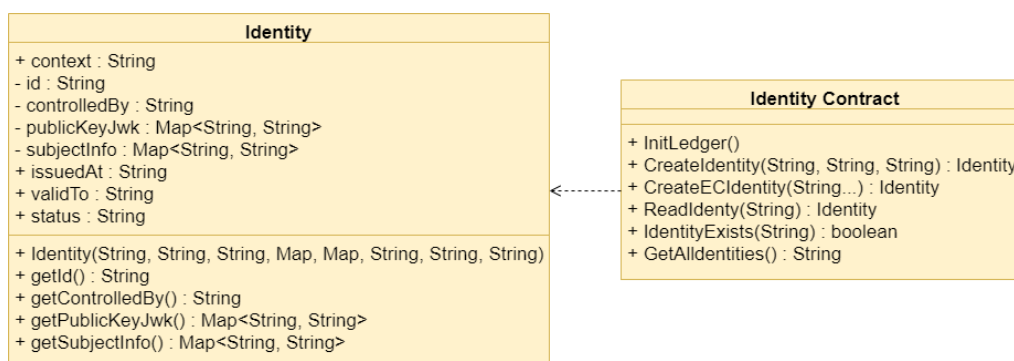 Identity
+ context : String
- id : String
- controlledBy : String
- publicKeyJwk : Map<String, String>
- subjectInfo : Map<String, String>
+ issuedAt : String
+ validTo : String
+ status : String
+ Identity(String, String, String, Map, Map, String, String, String)
+ getId() : String
+ getControlledBy() : String
+ getPublicKeyJwk() : Map<String, String>
+ getSubjectInfo() : Map<String, String>
Identity Contract
+ InitLedger()
+ CreateIdentity(String, String, String) : Identity
+ CreateECIdentity(String...) : Identity
+ ReadIdenty(String) : Identity
+ IdentityExists(String) : boolean
+ GetAlldentities() : String